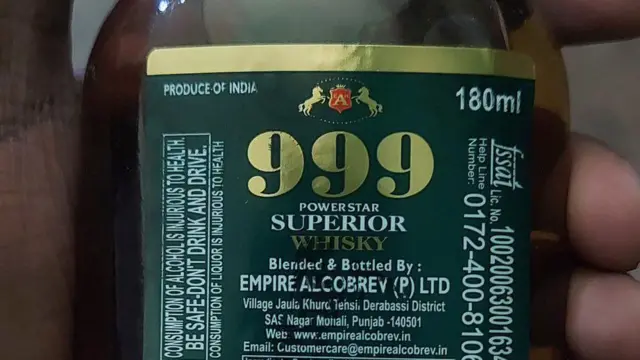 PRODUCE OF INDIA
A
180ml
999
POWERSTAR
SUPERIOR
WHISKY
Blended & Bottled By :
EMPIRE ALCOBREV (P) LTD
Village Jaula Khurd Tehsil Derabassi District
SAS Nagar Mohali, Punjab -140501
Web: www.empirealcobrev.in
Email: Customercare@empirealcobrev.in
CONSUMPTION OF ALCOHOL IS INJURIOUS TO HEALTH.
BE SAFE-DON'T DRINK AND DRIVE.
CONSUMPTION OF LIQUOR IS INJURIOUS TO HEALTH
fssai Lic. No. 1002006300163
Help Line
Number: 0172-400-8106